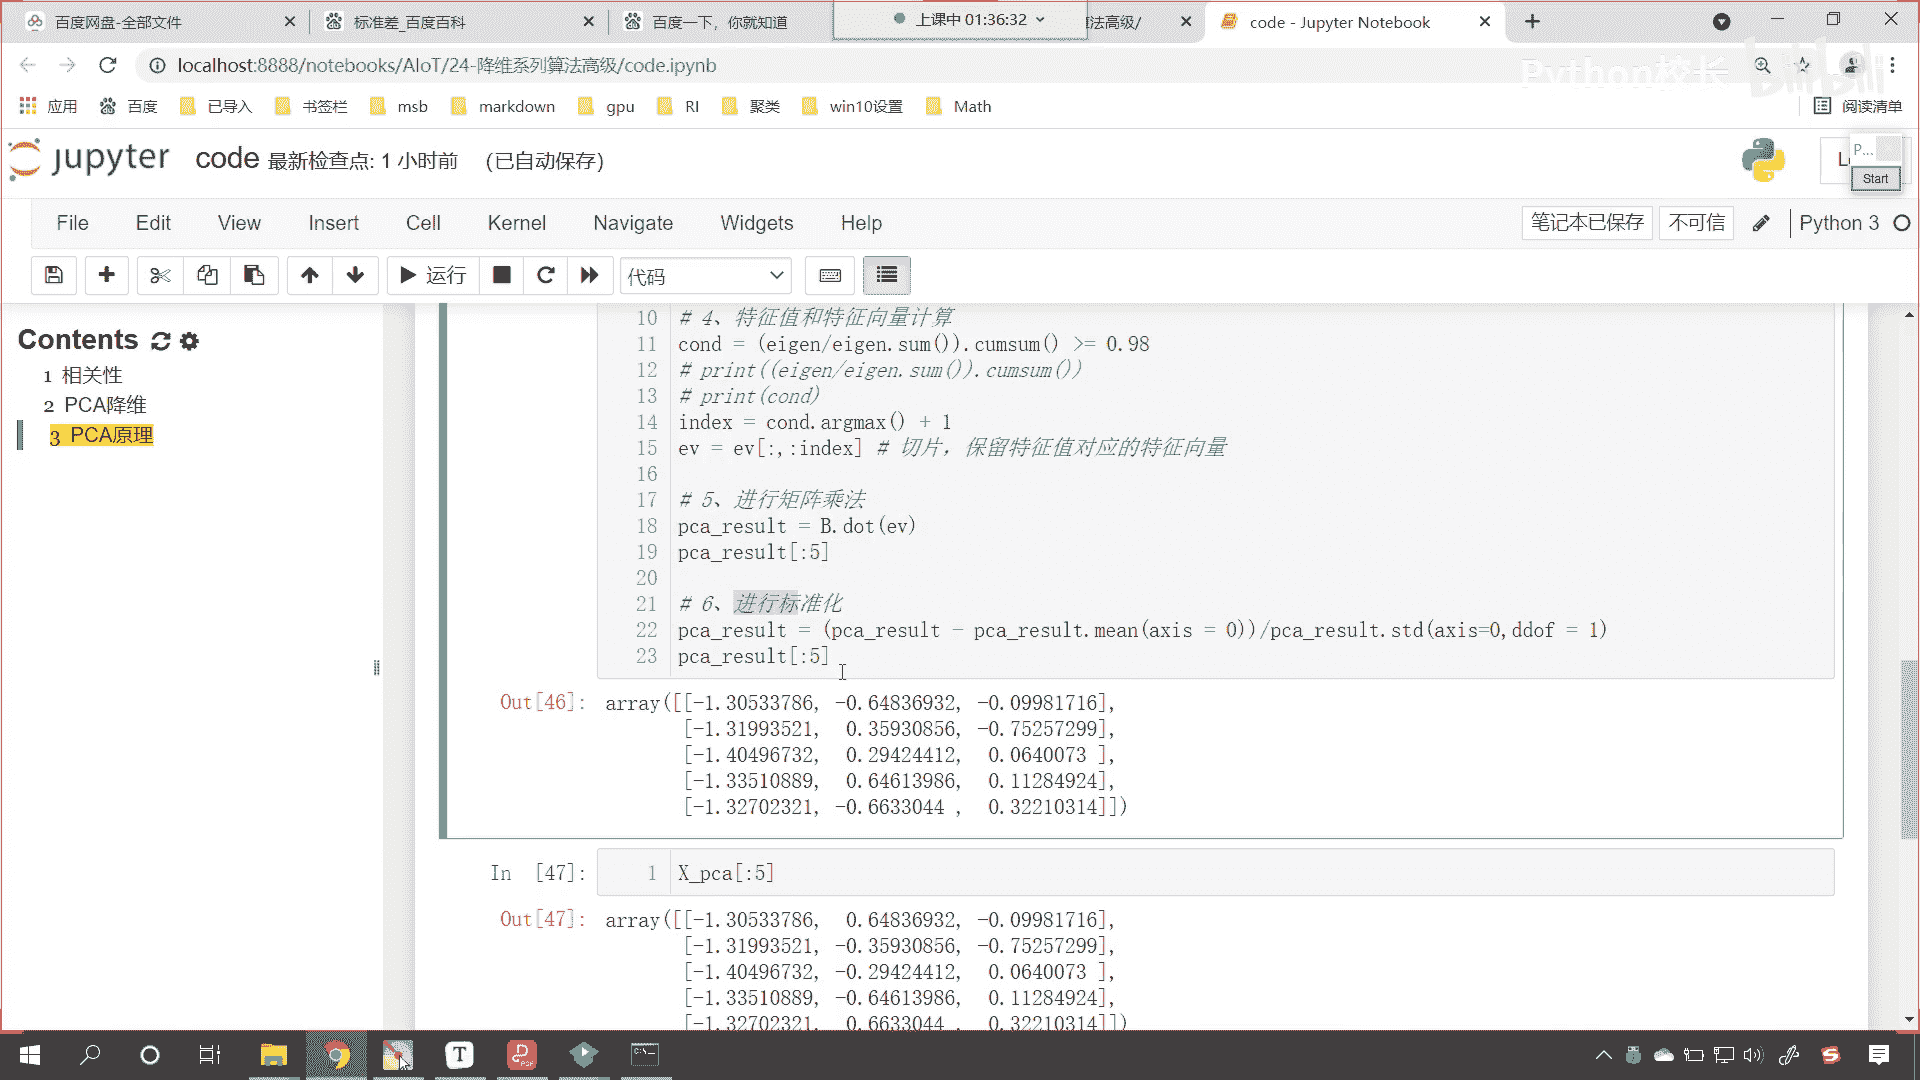 百度网盘-全部文件
标准差_百度百科
百度一下，你就知道
上课中 01:36:32
法高级/
code - Jupyter Notebook
localhost:8888/notebooks/AIoT/24-降维系列算法高级/code.ipynb
Python校长
bilibili
应用
百度
已导入
书签栏
msb
markdown
gpu
RI
聚类
win10设置
Math
阅读清单
jupyter
code 最新检查点: 1 小时前 (已自动保存)
P...
Start
File Edit View Insert Cell Kernel Navigate Widgets Help
笔记本已保存
不可信
Python 3
运行
代码
Contents
1 相关性
2 PCA降维
3 PCA原理
10 # 4、特征值和特征向量计算
11 cond = (eigen/eigen.sum()).cumsum() >= 0.98
12 # print((eigen/eigen.sum()).cumsum())
13 # print(cond)
14 index = cond.argmax() + 1
15 ev = ev[:,:index] # 切片，保留特征值对应的特征向量
16
17 # 5、进行矩阵乘法
18 pca_result = B.dot(ev)
19 pca_result[:5]
20
21 # 6、进行标准化
22 pca_result = (pca_result - pca_result.mean(axis = 0))/pca_result.std(axis=0,ddof = 1)
23 pca_result[:5]
Out[46]: array([[-1.30533786, -0.64836932, -0.09981716],
[-1.31993521, 0.35930856, -0.75257299],
[-1.40496732, 0.29424412, 0.0640073 ],
[-1.33510889, 0.64613986, 0.11284924],
[-1.32702321, -0.6633044 , 0.32210314]])
In [47]: 1 X_pca[:5]
Out[47]: array([[-1.30533786, 0.64836932, -0.09981716],
[-1.31993521, -0.35930856, -0.75257299],
[-1.40496732, -0.29424412, 0.0640073 ],
[-1.33510889, -0.64613986, 0.11284924],
[-1.32702321, 0.6633044 , 0.32210314]])